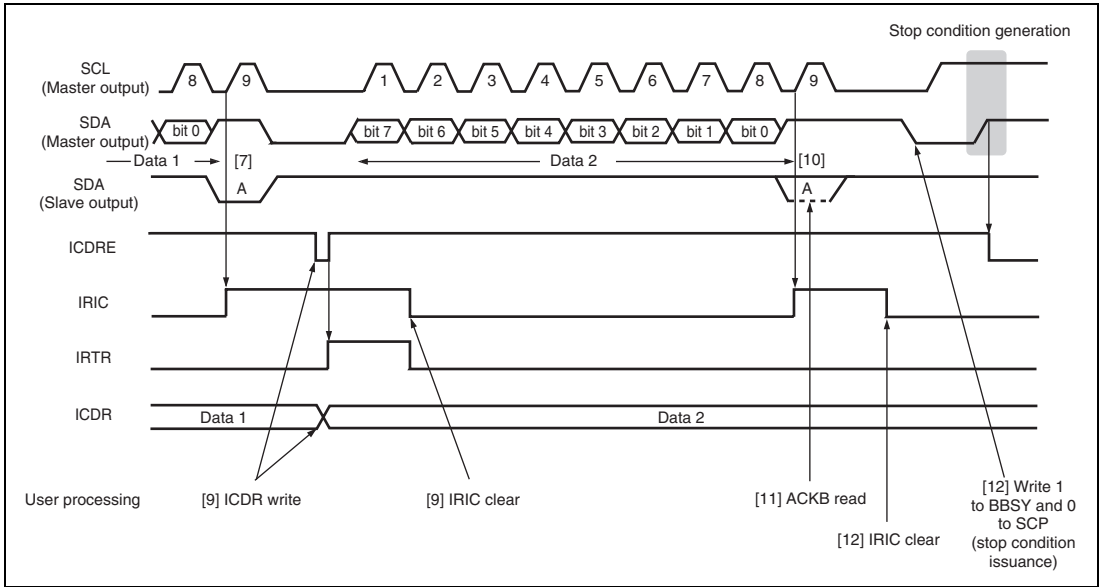 Stop condition generation
SCL
(Master output)
8 9 1 2 3 4 5 6 7 8 9
SDA
(Master output)
bit 0 bit 7 bit 6 bit 5 bit 4 bit 3 bit 2 bit 1 bit 0
Data 1 [7] Data 2 [10]
SDA
(Slave output)
A A
ICDRE
IRIC
IRTR
ICDR
Data 1 Data 2
User processing
[9] ICDR write
[9] IRIC clear
[11] ACKB read
[12] IRIC clear
[12] Write 1
to BBSY and 0
to SCP
(stop condition
issuance)